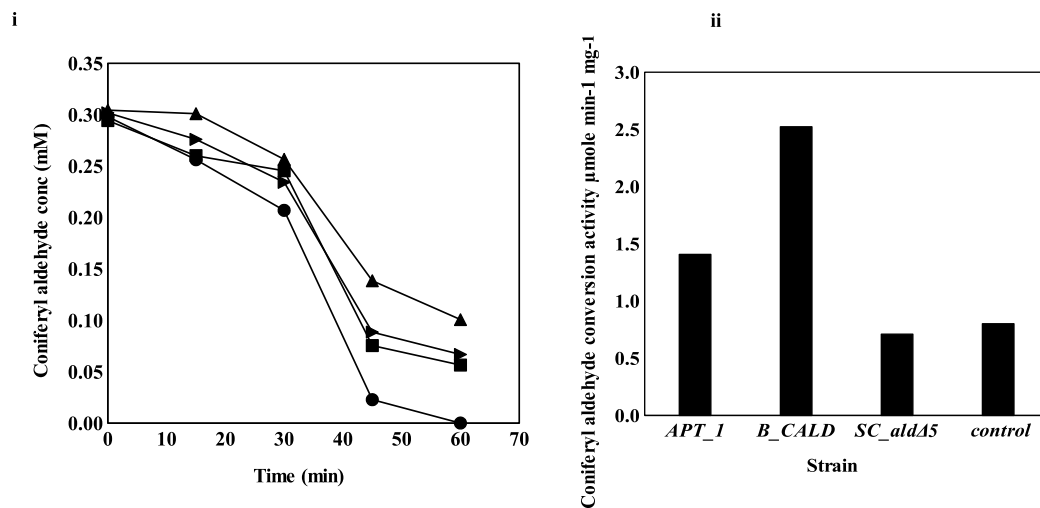 i
Coniferyl aldehyde conc (mM)
0.35
0.30
0.25
0.20
0.15
0.10
0.05
0.00
0 10 20 30 40 50 60 70
Time (min)
ii
Coniferyl aldehyde conversion activity µmole min-1 mg-1
3.0
2.5
2.0
1.5
1.0
0.5
0.0
APT_1 B_CALD SC_ald∆5 control
Strain